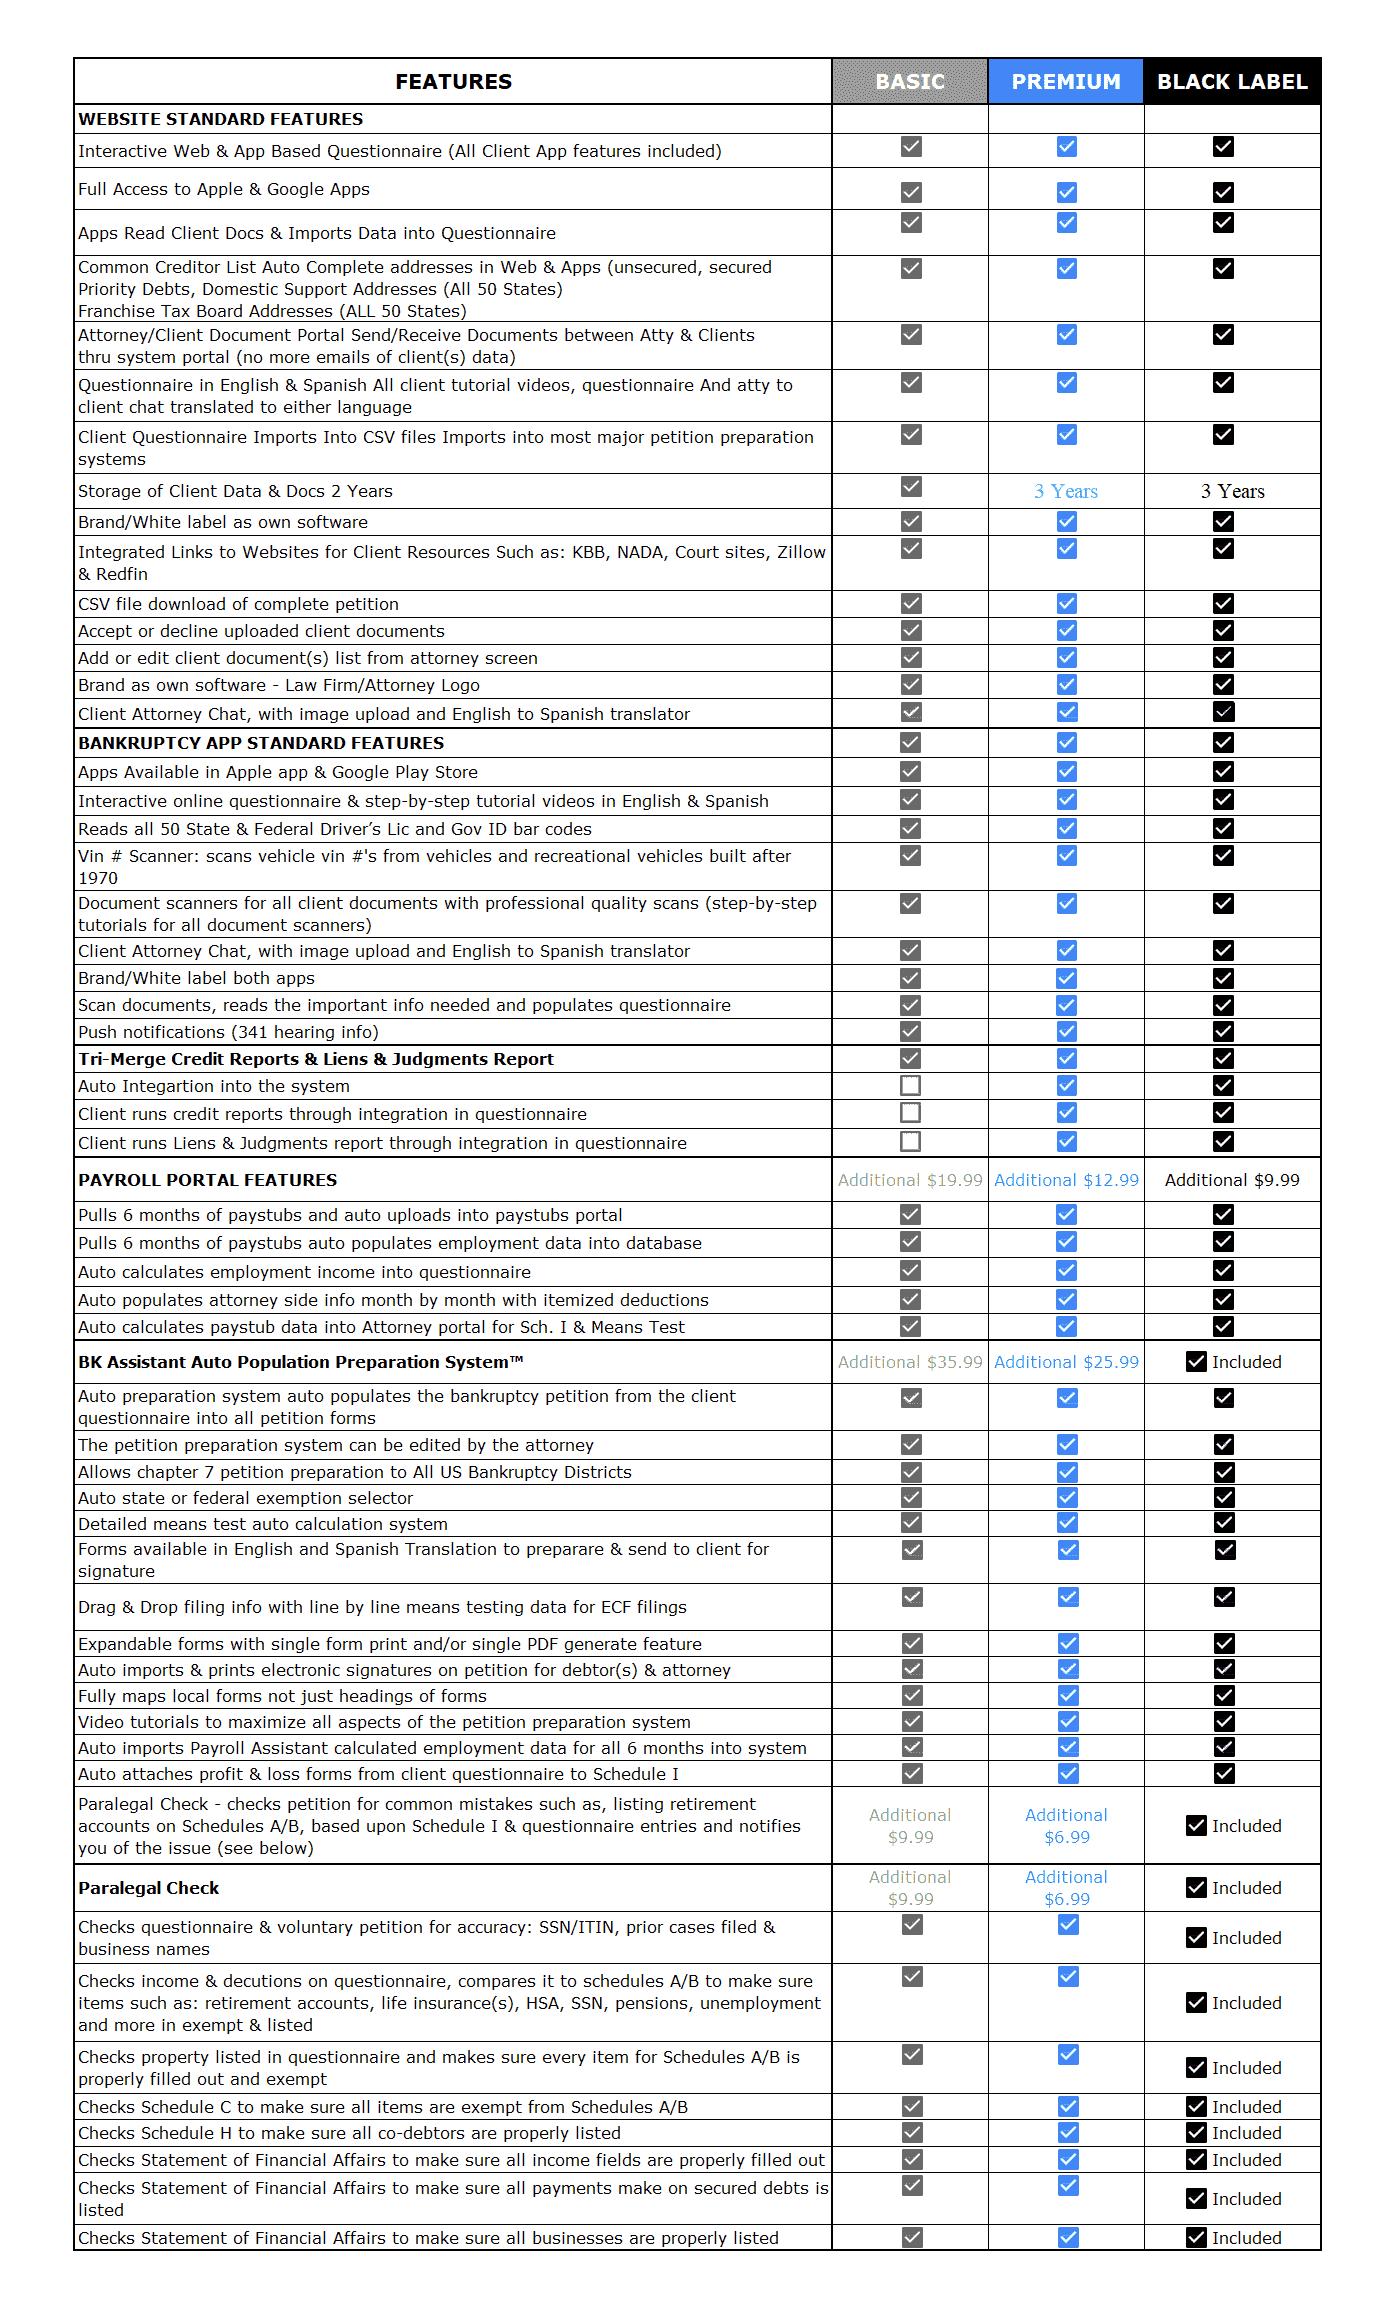 FEATURES BASIC PREMIUM BLACK LABEL
WEBSITE STANDARD FEATURES
Interactive Web & App Based Questionnaire (All Client App features included)
Full Access to Apple & Google Apps
Apps Read Client Docs & Imports Data into Questionnaire
Common Creditor List Auto Complete addresses in Web & Apps (unsecured, secured
Priority Debts, Domestic Support Addresses (All 50 States)
Franchise Tax Board Addresses (ALL 50 States)
Attorney/Client Document Portal Send/Receive Documents between Atty & Clients
thru system portal (no more emails of client(s) data)
Questionnaire in English & Spanish All client tutorial videos, questionnaire And atty to
client chat translated to either language
Client Questionnaire Imports Into CSV files Imports into most major petition preparation
systems
Storage of Client Data & Docs 2 Years 3 Years 3 Years
Brand/White label as own software
Integrated Links to Websites for Client Resources Such as: KBB, NADA, Court sites, Zillow
& Redfin
CSV file download of complete petition
Accept or decline uploaded client documents
Add or edit client document(s) list from attorney screen
Brand as own software - Law Firm/Attorney Logo
Client Attorney Chat, with image upload and English to Spanish translator
BANKRUPTCY APP STANDARD FEATURES
Apps Available in Apple app & Google Play Store
Interactive online questionnaire & step-by-step tutorial videos in English & Spanish
Reads all 50 State & Federal Driver’s Lic and Gov ID bar codes
Vin # Scanner: scans vehicle vin #'s from vehicles and recreational vehicles built after
1970
Document scanners for all client documents with professional quality scans (step-by-step
tutorials for all document scanners)
Client Attorney Chat, with image upload and English to Spanish translator
Brand/White label both apps
Scan documents, reads the important info needed and populates questionnaire
Push notifications (341 hearing info)
Tri-Merge Credit Reports & Liens & Judgments Report
Auto Integartion into the system
Client runs credit reports through integration in questionnaire
Client runs Liens & Judgments report through integration in questionnaire
PAYROLL PORTAL FEATURES Additional $19.99 Additional $12.99 Additional $9.99
Pulls 6 months of paystubs and auto uploads into paystubs portal
Pulls 6 months of paystubs auto populates employment data into database
Auto calculates employment income into questionnaire
Auto populates attorney side info month by month with itemized deductions
Auto calculates paystub data into Attorney portal for Sch. I & Means Test
BK Assistant Auto Population Preparation System™ Additional $35.99 Additional $25.99 Included
Auto preparation system auto populates the bankruptcy petition from the client
questionnaire into all petition forms
The petition preparation system can be edited by the attorney
Allows chapter 7 petition preparation to All US Bankruptcy Districts
Auto state or federal exemption selector
Detailed means test auto calculation system
Forms available in English and Spanish Translation to preparare & send to client for
signature
Drag & Drop filing info with line by line means testing data for ECF filings
Expandable forms with single form print and/or single PDF generate feature
Auto imports & prints electronic signatures on petition for debtor(s) & attorney
Fully maps local forms not just headings of forms
Video tutorials to maximize all aspects of the petition preparation system
Auto imports Payroll Assistant calculated employment data for all 6 months into system
Auto attaches profit & loss forms from client questionnaire to Schedule I
Paralegal Check - checks petition for common mistakes such as, listing retirement
accounts on Schedules A/B, based upon Schedule I & questionnaire entries and notifies
you of the issue (see below)
Additional
$9.99
Additional
$6.99
Included
Paralegal Check
Additional
$9.99
Additional
$6.99
Included
Checks questionnaire & voluntary petition for accuracy: SSN/ITIN, prior cases filed &
business names
Included
Checks income & decutions on questionnaire, compares it to schedules A/B to make sure
items such as: retirement accounts, life insurance(s), HSA, SSN, pensions, unemployment
and more in exempt & listed
Included
Checks property listed in questionnaire and makes sure every item for Schedules A/B is
properly filled out and exempt
Included
Checks Schedule C to make sure all items are exempt from Schedules A/B Included
Checks Schedule H to make sure all co-debtors are properly listed Included
Checks Statement of Financial Affairs to make sure all income fields are properly filled out Included
Checks Statement of Financial Affairs to make sure all payments make on secured debts is
listed
Included
Checks Statement of Financial Affairs to make sure all businesses are properly listed Included